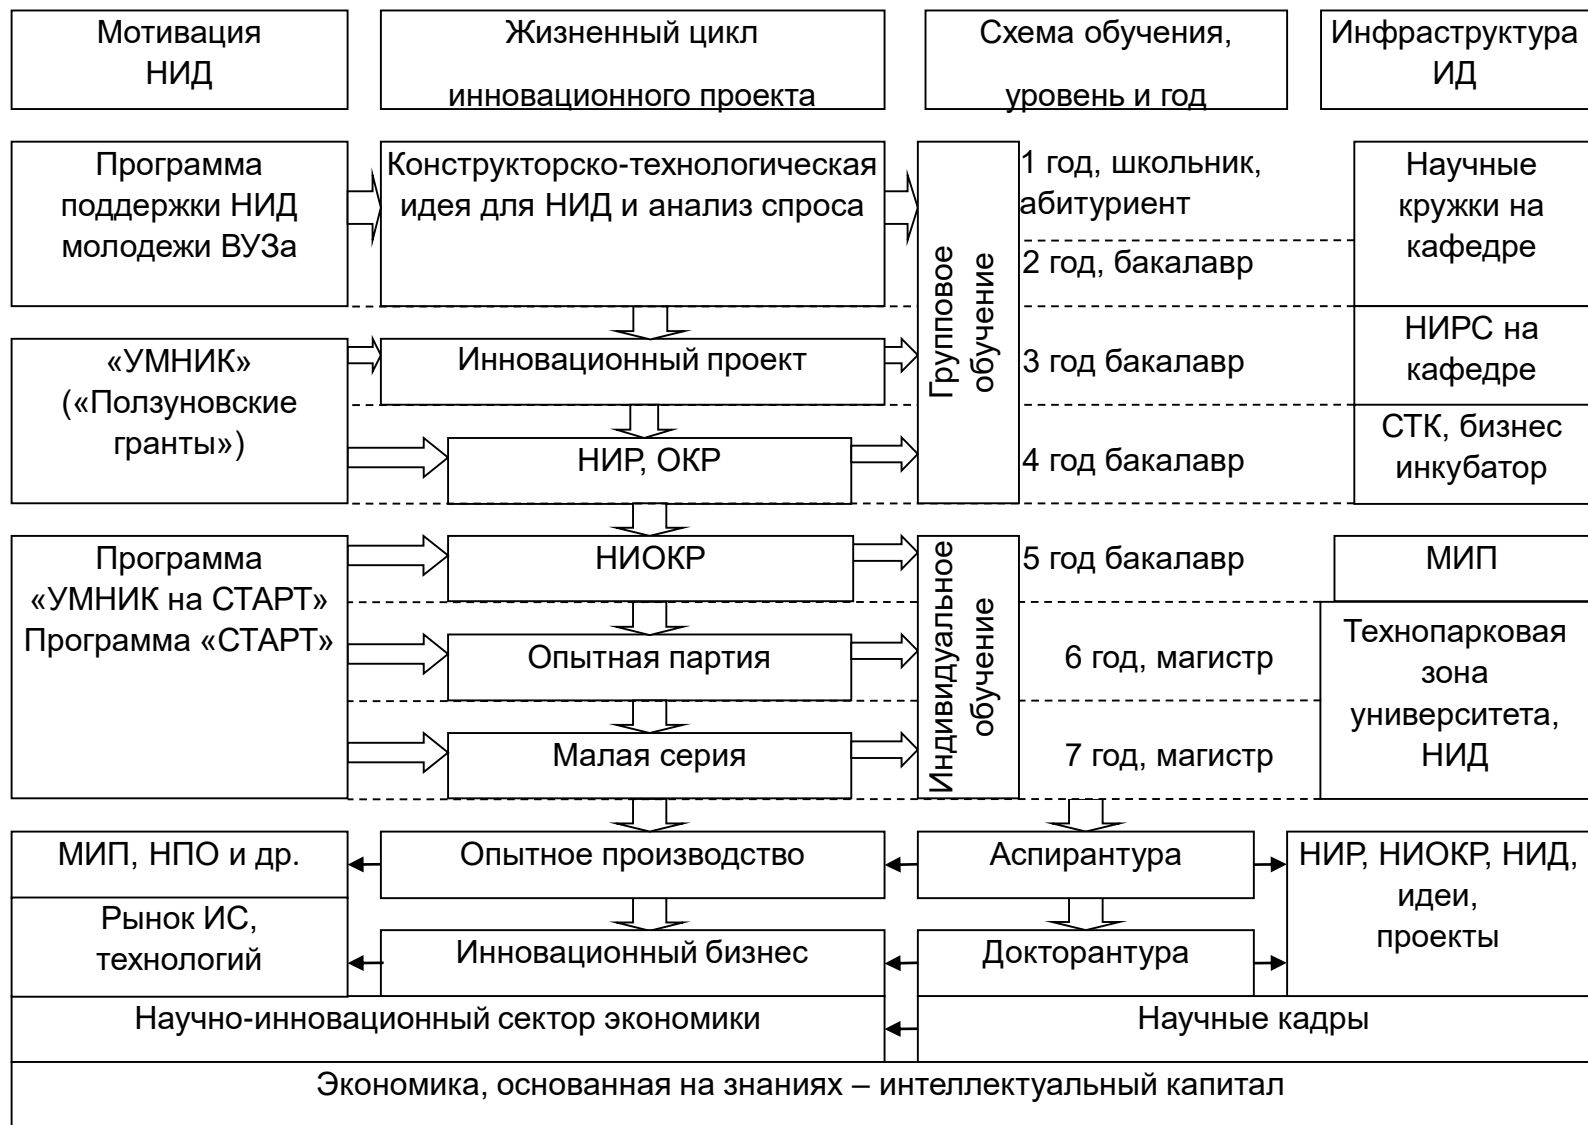 Мотивация
НИД
Жизненный цикл
инновационного проекта
Схема обучения,
уровень и год
Инфраструктура
ИД
Программа
поддержки НИД
молодежи ВУЗа
Конструкторско-технологическая
идея для НИД и анализ спроса
Групповое
обучение
1 год, школьник,
абитуриент
2 год, бакалавр
Научные
кружки на
кафедре
«УМНИК»
(«Ползуновские
гранты»)
Инновационный проект
3 год бакалавр
НИРС на
кафедре
НИР, ОКР
4 год бакалавр
СТК, бизнес
инкубатор
Программа
«УМНИК на СТАРТ»
Программа «СТАРТ»
НИОКР
Индивидуальное
обучение
5 год бакалавр
МИП
Опытная партия
6 год, магистр
Технопарковая
зона
университета,
НИД
Малая серия
7 год, магистр
МИП, НПО и др.
Опытное производство
Аспирантура
НИР, НИОКР, НИД,
идеи,
проекты
Рынок ИС,
технологий
Инновационный бизнес
Докторантура
Научно-инновационный сектор экономики
Научные кадры
Экономика, основанная на знаниях – интеллектуальный капитал